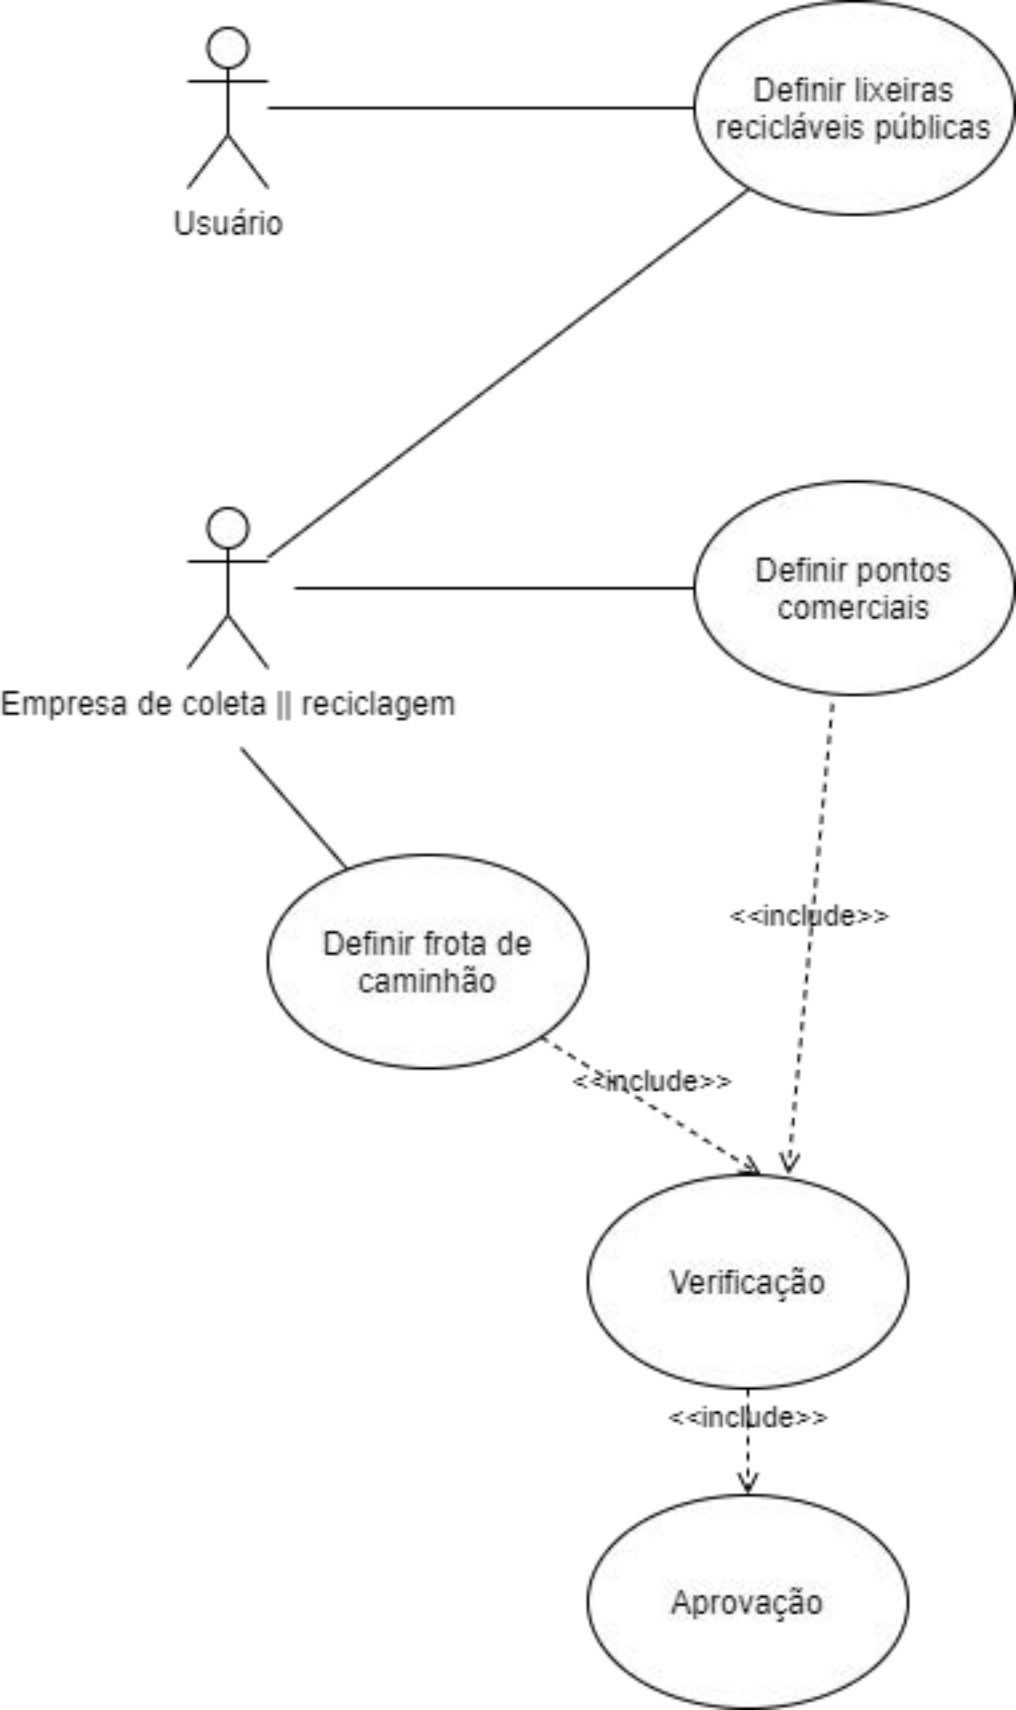 Definir lixeiras
recicláveis públicas
Usuário
Definir pontos
comerciais
Empresa de coleta || reciclagem
<<include>>
Definir frota de
caminhão
<<include>>
Verificação
<<include>>
Aprovação